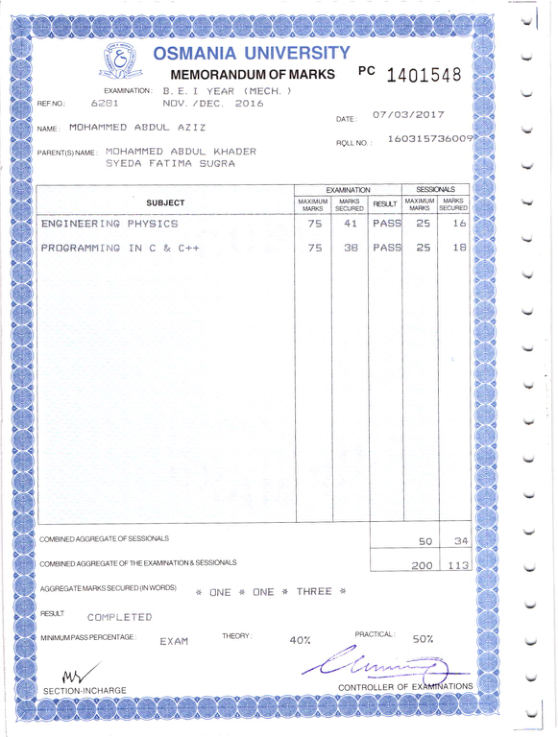 OSMANIA UNIVERSITY
MEMORANDUM OF MARKS PC 1401548
EXAMINATION: B. E. I YEAR (MECH. )
REF NO: 6281 NOV. /DEC. 2016
DATE: 07/03/2017
NAME: MOHAMMED ABDUL AZIZ
ROLL NO: 160315736009
PARENT(S) NAME: MOHAMMED ABDUL KHADER
SYEDA FATIMA SUGRA
EXAMINATION SESSIONALS
SUBJECT MAXIMUM MARKS MARKS SECURED RESULT MAXIMUM MARKS MARKS SECURED
ENGINEERING PHYSICS 75 41 PASS 25 16
PROGRAMMING IN C & C++ 75 38 PASS 25 18
COMBINED AGGREGATE OF SESSIONALS 50 34
COMBINED AGGREGATE OF THE EXAMINATION & SESSIONALS 200 113
AGGREGATE MARKS SECURED (IN WORDS) * ONE * ONE * THREE *
RESULT COMPLETED
MINIMUM PASS PERCENTAGE: EXAM THEORY: 40% PRACTICAL: 50%
SECTION-INCHARGE CONTROLLER OF EXAMINATIONS